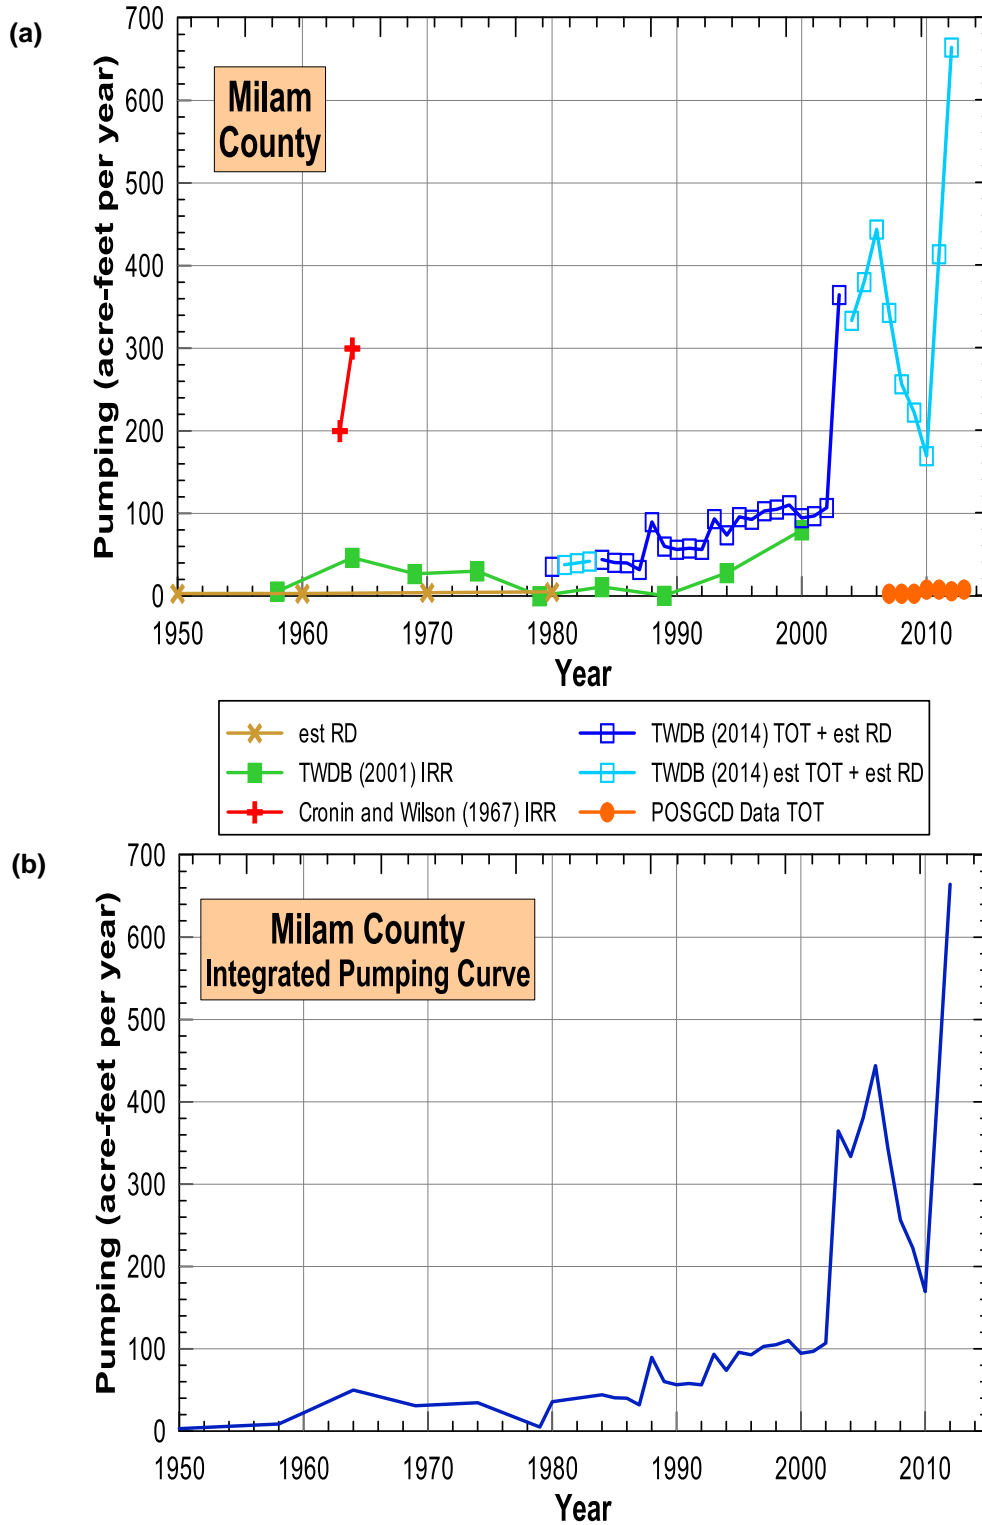 (a)
Milam
County
Pumping (acre-feet per year)
700
600
500
400
300
200
100
0
1950 1960 1970 1980 1990 2000 2010
Year
est RD
TWDB (2001) IRR
Cronin and Wilson (1967) IRR
TWDB (2014) TOT + est RD
TWDB (2014) est TOT + est RD
POSGCD Data TOT
(b)
Milam County
Integrated Pumping Curve
Pumping (acre-feet per year)
700
600
500
400
300
200
100
0
1950 1960 1970 1980 1990 2000 2010
Year